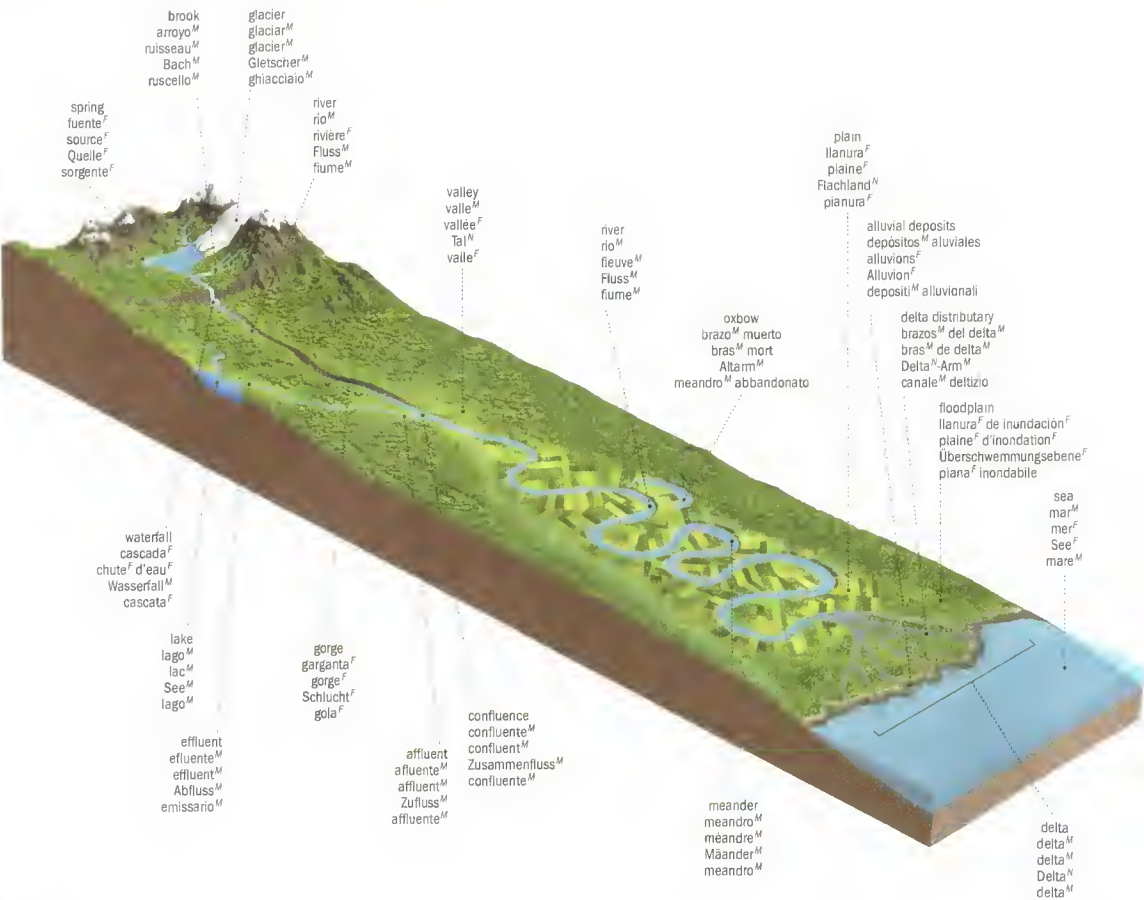 brook
arroyo M
ruisseau M
Bach M
ruscello M
glacier
glaciar M
glacier M
Gletscher M
ghiacciaio M
spring
fuente F
source F
Quelle F
sorgente F
river
río M
rivière F
Fluss M
fiume M
valley
valle M
vallée F
Tal N
valle F
river
río M
fleuve M
Fluss M
fiume M
plain
llanura F
plaine F
Flachland N
pianura F
alluvial deposits
depósitos M aluviales
alluvions F
Alluvion F
depositi M alluvionali
oxbow
brazo M muerto
bras M mort
Altarm M
meandro M abbandonato
delta distributary
brazos M del delta M
bras M de delta M
Delta N-Arm M
canale M deltizio
floodplain
llanura F de inundación F
plaine F d'inondation F
Überschwemmungsebene F
piana F inondabile
sea
mar M
mer F
See F
mare M
waterfall
cascada F
chute F d'eau F
Wasserfall M
cascata F
lake
lago M
lac M
See M
lago M
gorge
garganta F
gorge F
Schlucht F
gola F
effluent
efluente M
effluent M
Abfluss M
emissario M
affluent
afluente M
affluent M
Zufluss M
affluente M
confluence
confluente M
confluent M
Zusammenfluss M
confluente M
meander
meandro M
méandre M
Mäander M
meandro M
delta
delta M
delta M
Delta N
delta M